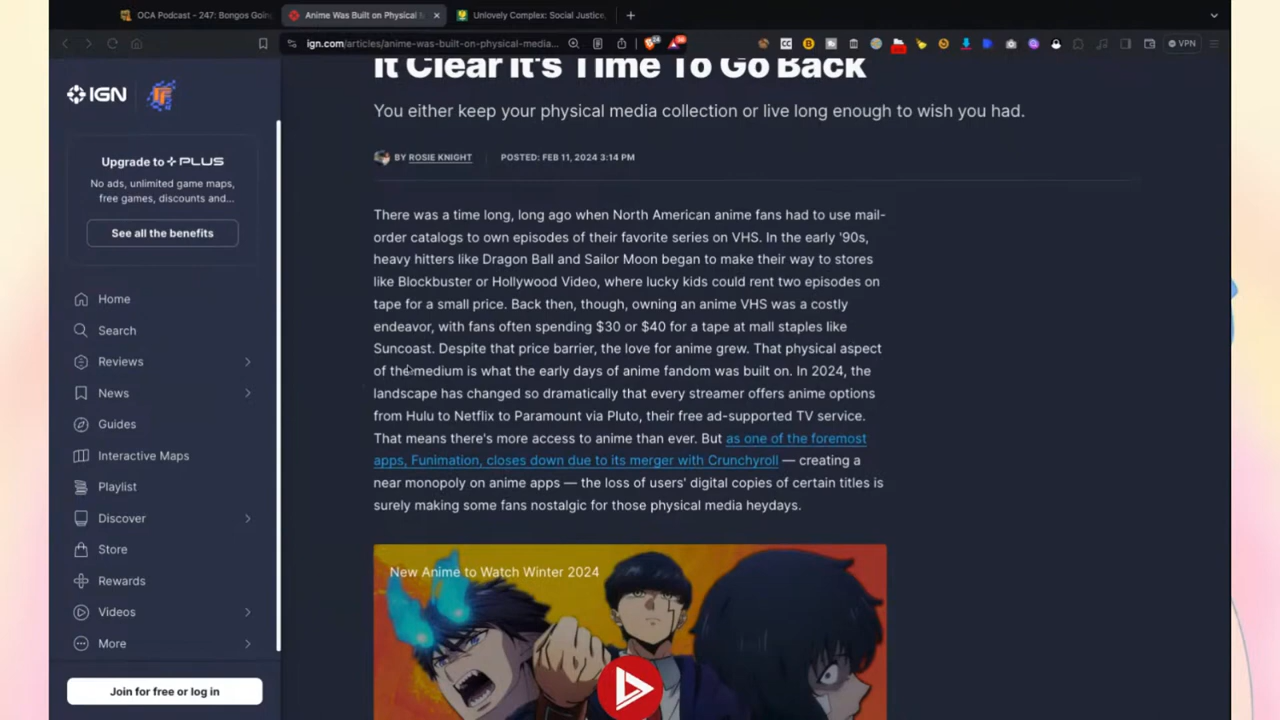 OCA Podcast - 247: Bongos Going
Anime Was Built on Physical
Unlovely Complex: Social Justice,
ign.com/articles/anime-was-built-on-physical-media...
VPN
It Clear It's Time To Go Back
You either keep your physical media collection or live long enough to wish you had.
BY ROSIE KNIGHT
POSTED: FEB 11, 2024 3:14 PM
IGN
Upgrade to PLUS
No ads, unlimited game maps,
free games, discounts and...
See all the benefits
Home
Search
Reviews
News
Guides
Interactive Maps
Playlist
Discover
Store
Rewards
Videos
More
Join for free or log in
There was a time long, long ago when North American anime fans had to use mail-
order catalogs to own episodes of their favorite series on VHS. In the early '90s,
heavy hitters like Dragon Ball and Sailor Moon began to make their way to stores
like Blockbuster or Hollywood Video, where lucky kids could rent two episodes on
tape for a small price. Back then, though, owning an anime VHS was a costly
endeavor, with fans often spending $30 or $40 for a tape at mall staples like
Suncoast. Despite that price barrier, the love for anime grew. That physical aspect
of the medium is what the early days of anime fandom was built on. In 2024, the
landscape has changed so dramatically that every streamer offers anime options
from Hulu to Netflix to Paramount via Pluto, their free ad-supported TV service.
That means there's more access to anime than ever. But as one of the foremost
apps, Funimation, closes down due to its merger with Crunchyroll — creating a
near monopoly on anime apps — the loss of users' digital copies of certain titles is
surely making some fans nostalgic for those physical media heydays.
New Anime to Watch Winter 2024